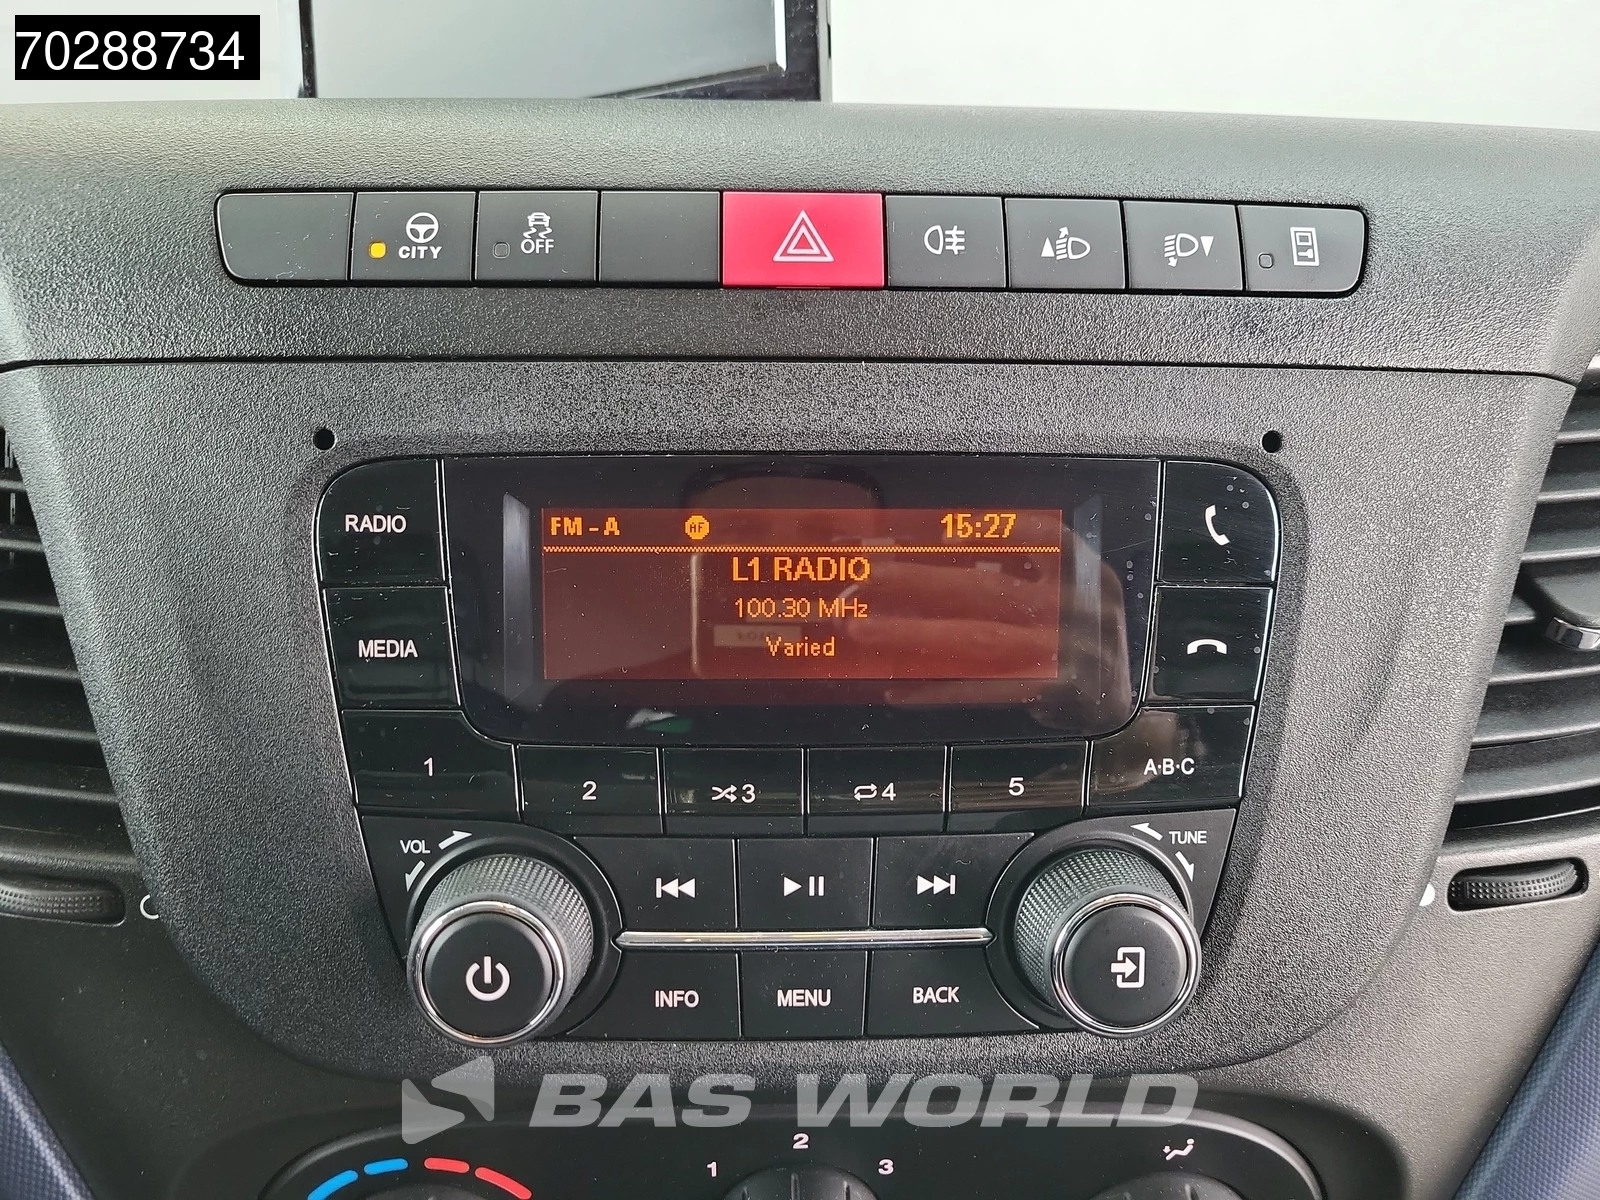 70288734
CITY
OFF
RADIO
FM - A
AF
15:27
L1 RADIO
100.30 MHz
Varied
MEDIA
1
2
3
4
5
A·B·C
VOL
TUNE
INFO
MENU
BACK
BAS WORLD
1
2
3